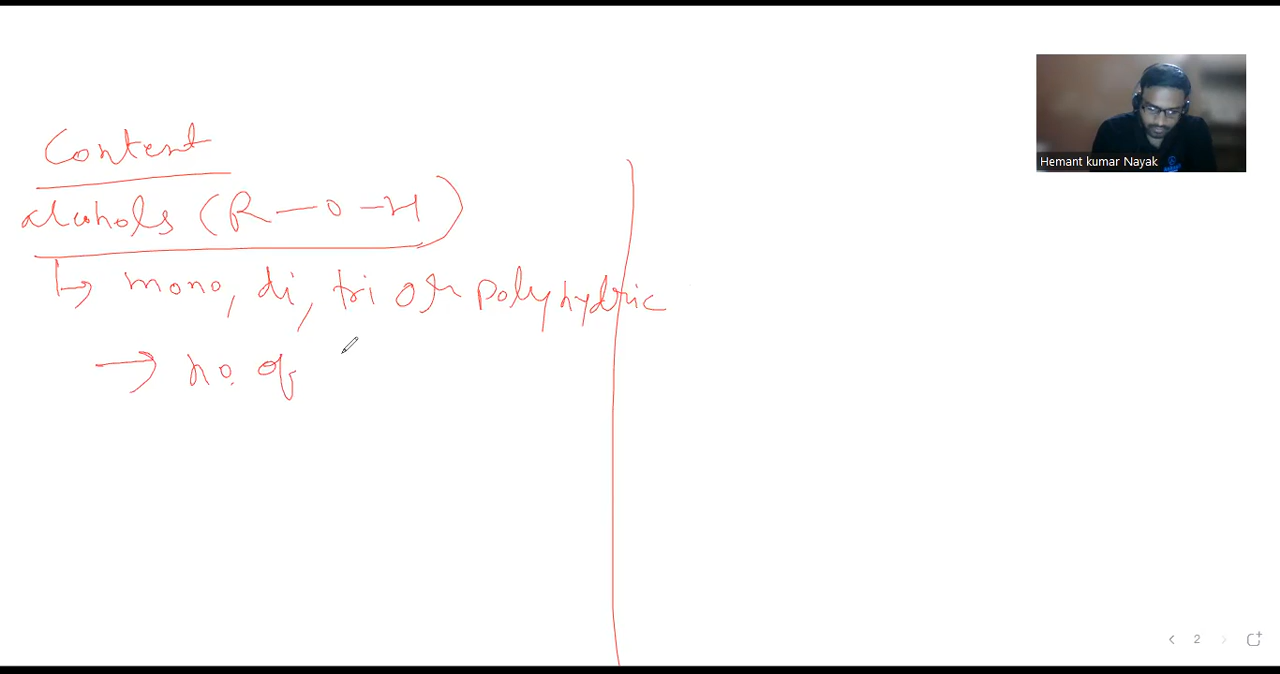 Content
alcohols (R-O-H)
↳ mono, di, tri or polyhydric
→ no. of
Hemant kumar Nayak
< 2 >